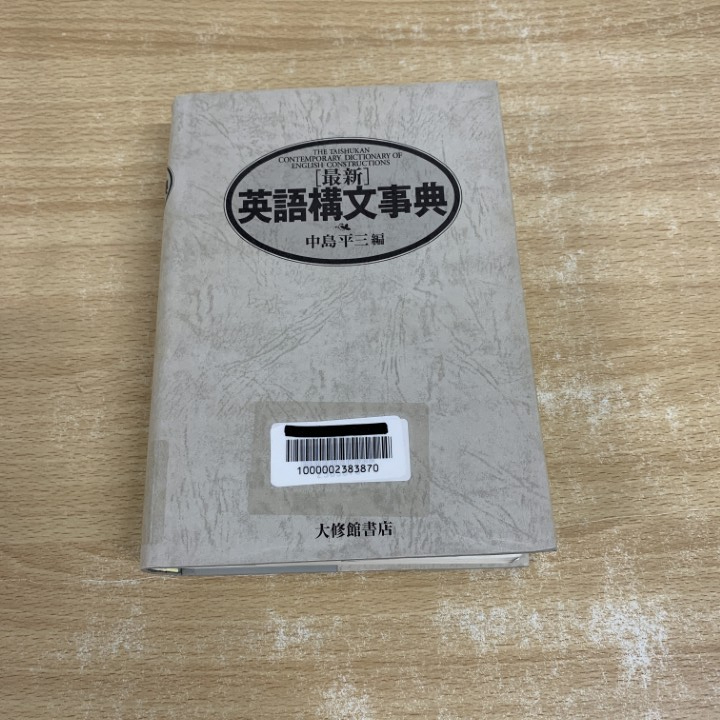 THE TAISHUKAN
CONTEMPORARY DICTIONARY OF
ENGLISH CONSTRUCTIONS
[最新]
英語構文事典
中島平三編
1000002383870
大修館書店